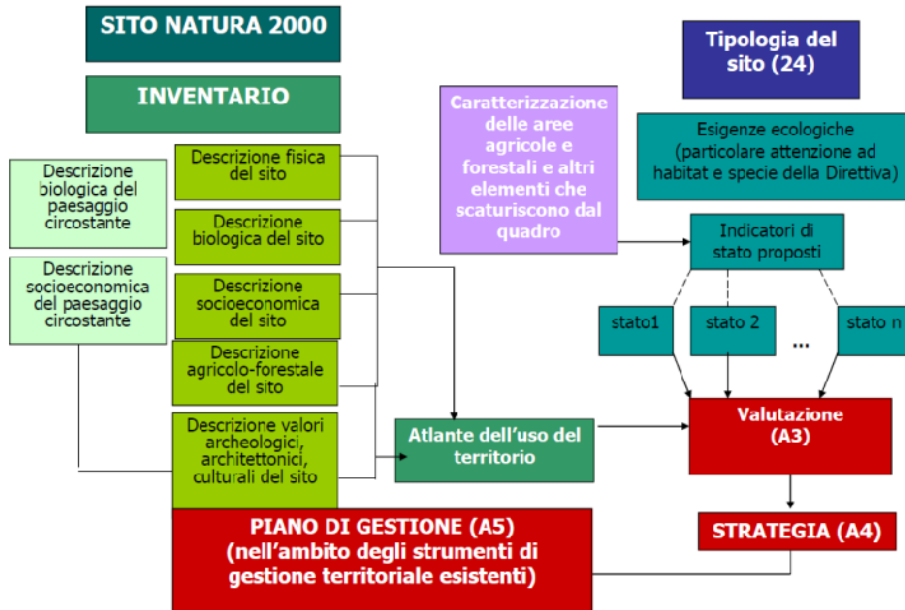 SITO NATURA 2000
INVENTARIO
Descrizione
biologica del
paesaggio
circostante
Descrizione
socioeconomica
del paesaggio
circostante
Descrizione fisica
del sito
Descrizione
biologica del sito
Descrizione
socioeconomica
del sito
Descrizione
agricolo-forestale
del sito
Descrizione valori
archeologici,
architettonici,
culturali del sito
Caratterizzazione
delle aree
agricole e
forestali e altri
elementi che
scaturiscono dal
quadro
Tipologia del
sito (24)
Esigenze ecologiche
(particolare attenzione ad
habitat e specie della Direttiva)
Indicatori di
stato proposti
stato1
stato 2
...
stato n
Atlante dell'uso del
territorio
Valutazione
(A3)
STRATEGIA (A4)
PIANO DI GESTIONE (A5)
(nell'ambito degli strumenti di
gestione territoriale esistenti)